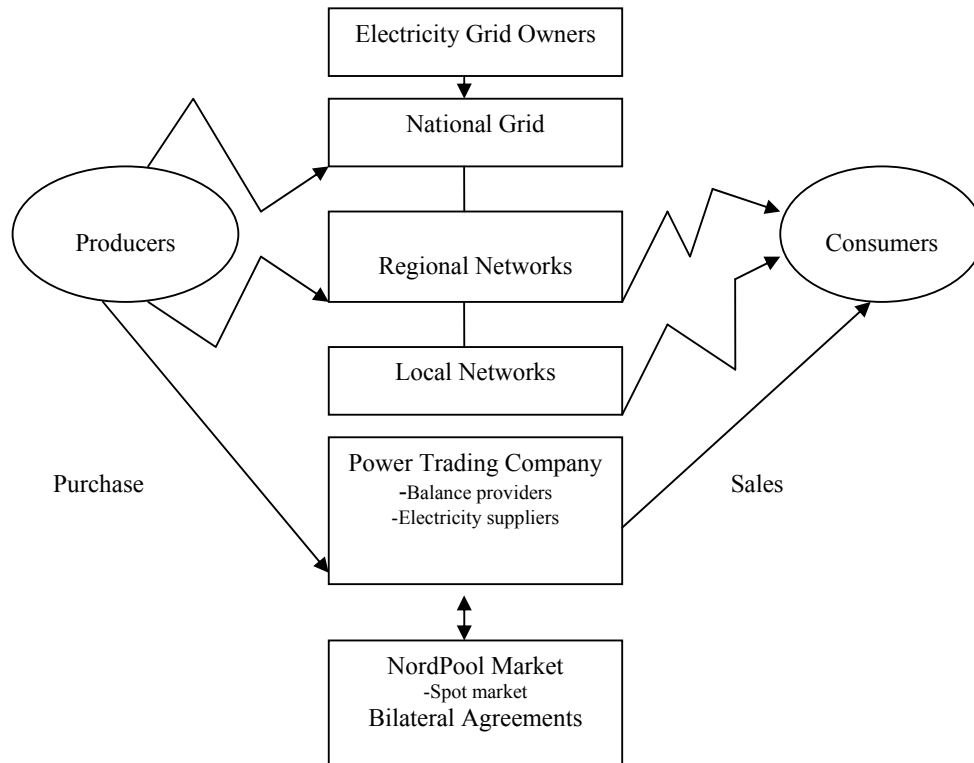 Electricity Grid Owners
National Grid
Producers
Consumers
Regional Networks
Local Networks
Power Trading Company
-Balance providers
-Electricity suppliers
Purchase
Sales
NordPool Market
-Spot market
Bilateral Agreements